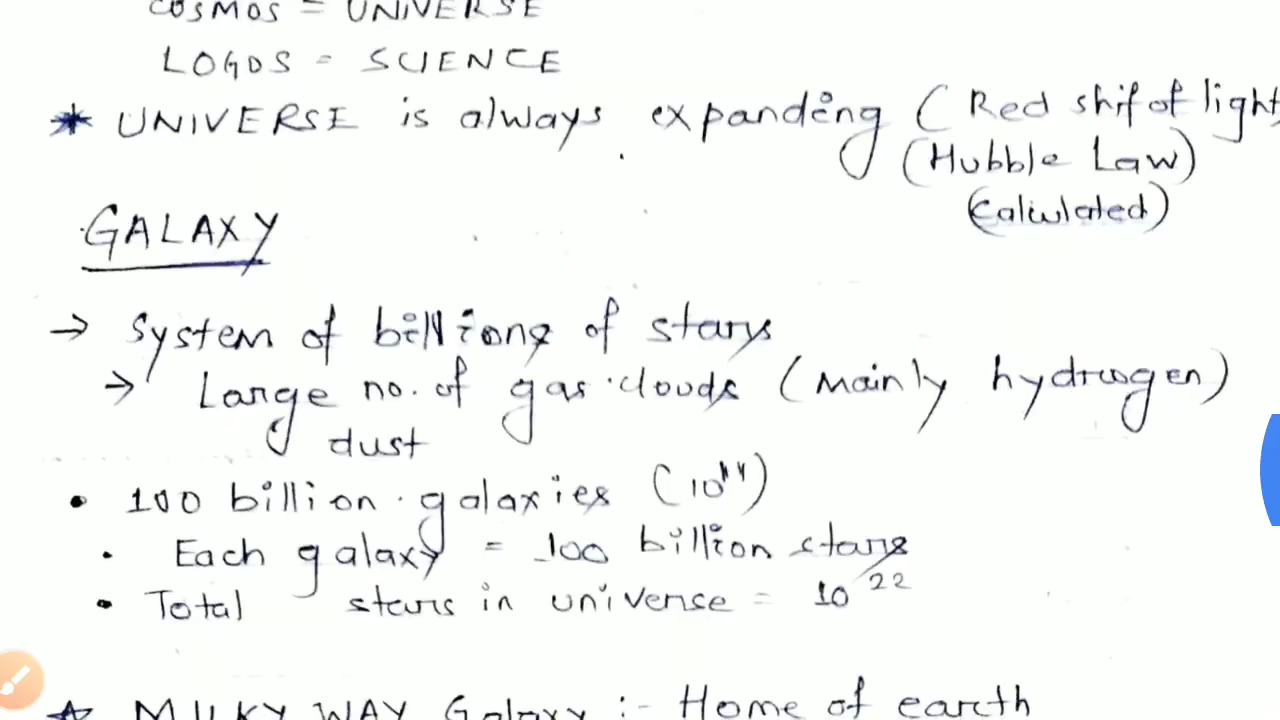 COSMOS = UNIVERSE
LOGOS = SCIENCE
* UNIVERSE is always expanding (Red shif of light)
(Hubble Law)
(Calculated)
GALAXY
→ System of billions of stars
→ Large no. of gas clouds (mainly hydrogen)
dust
• 100 billion galaxies (10¹¹)
• Each galaxy = 100 billion stars
• Total stars in universe = 10²²
☆ MILKY WAY Galaxy :- Home of earth